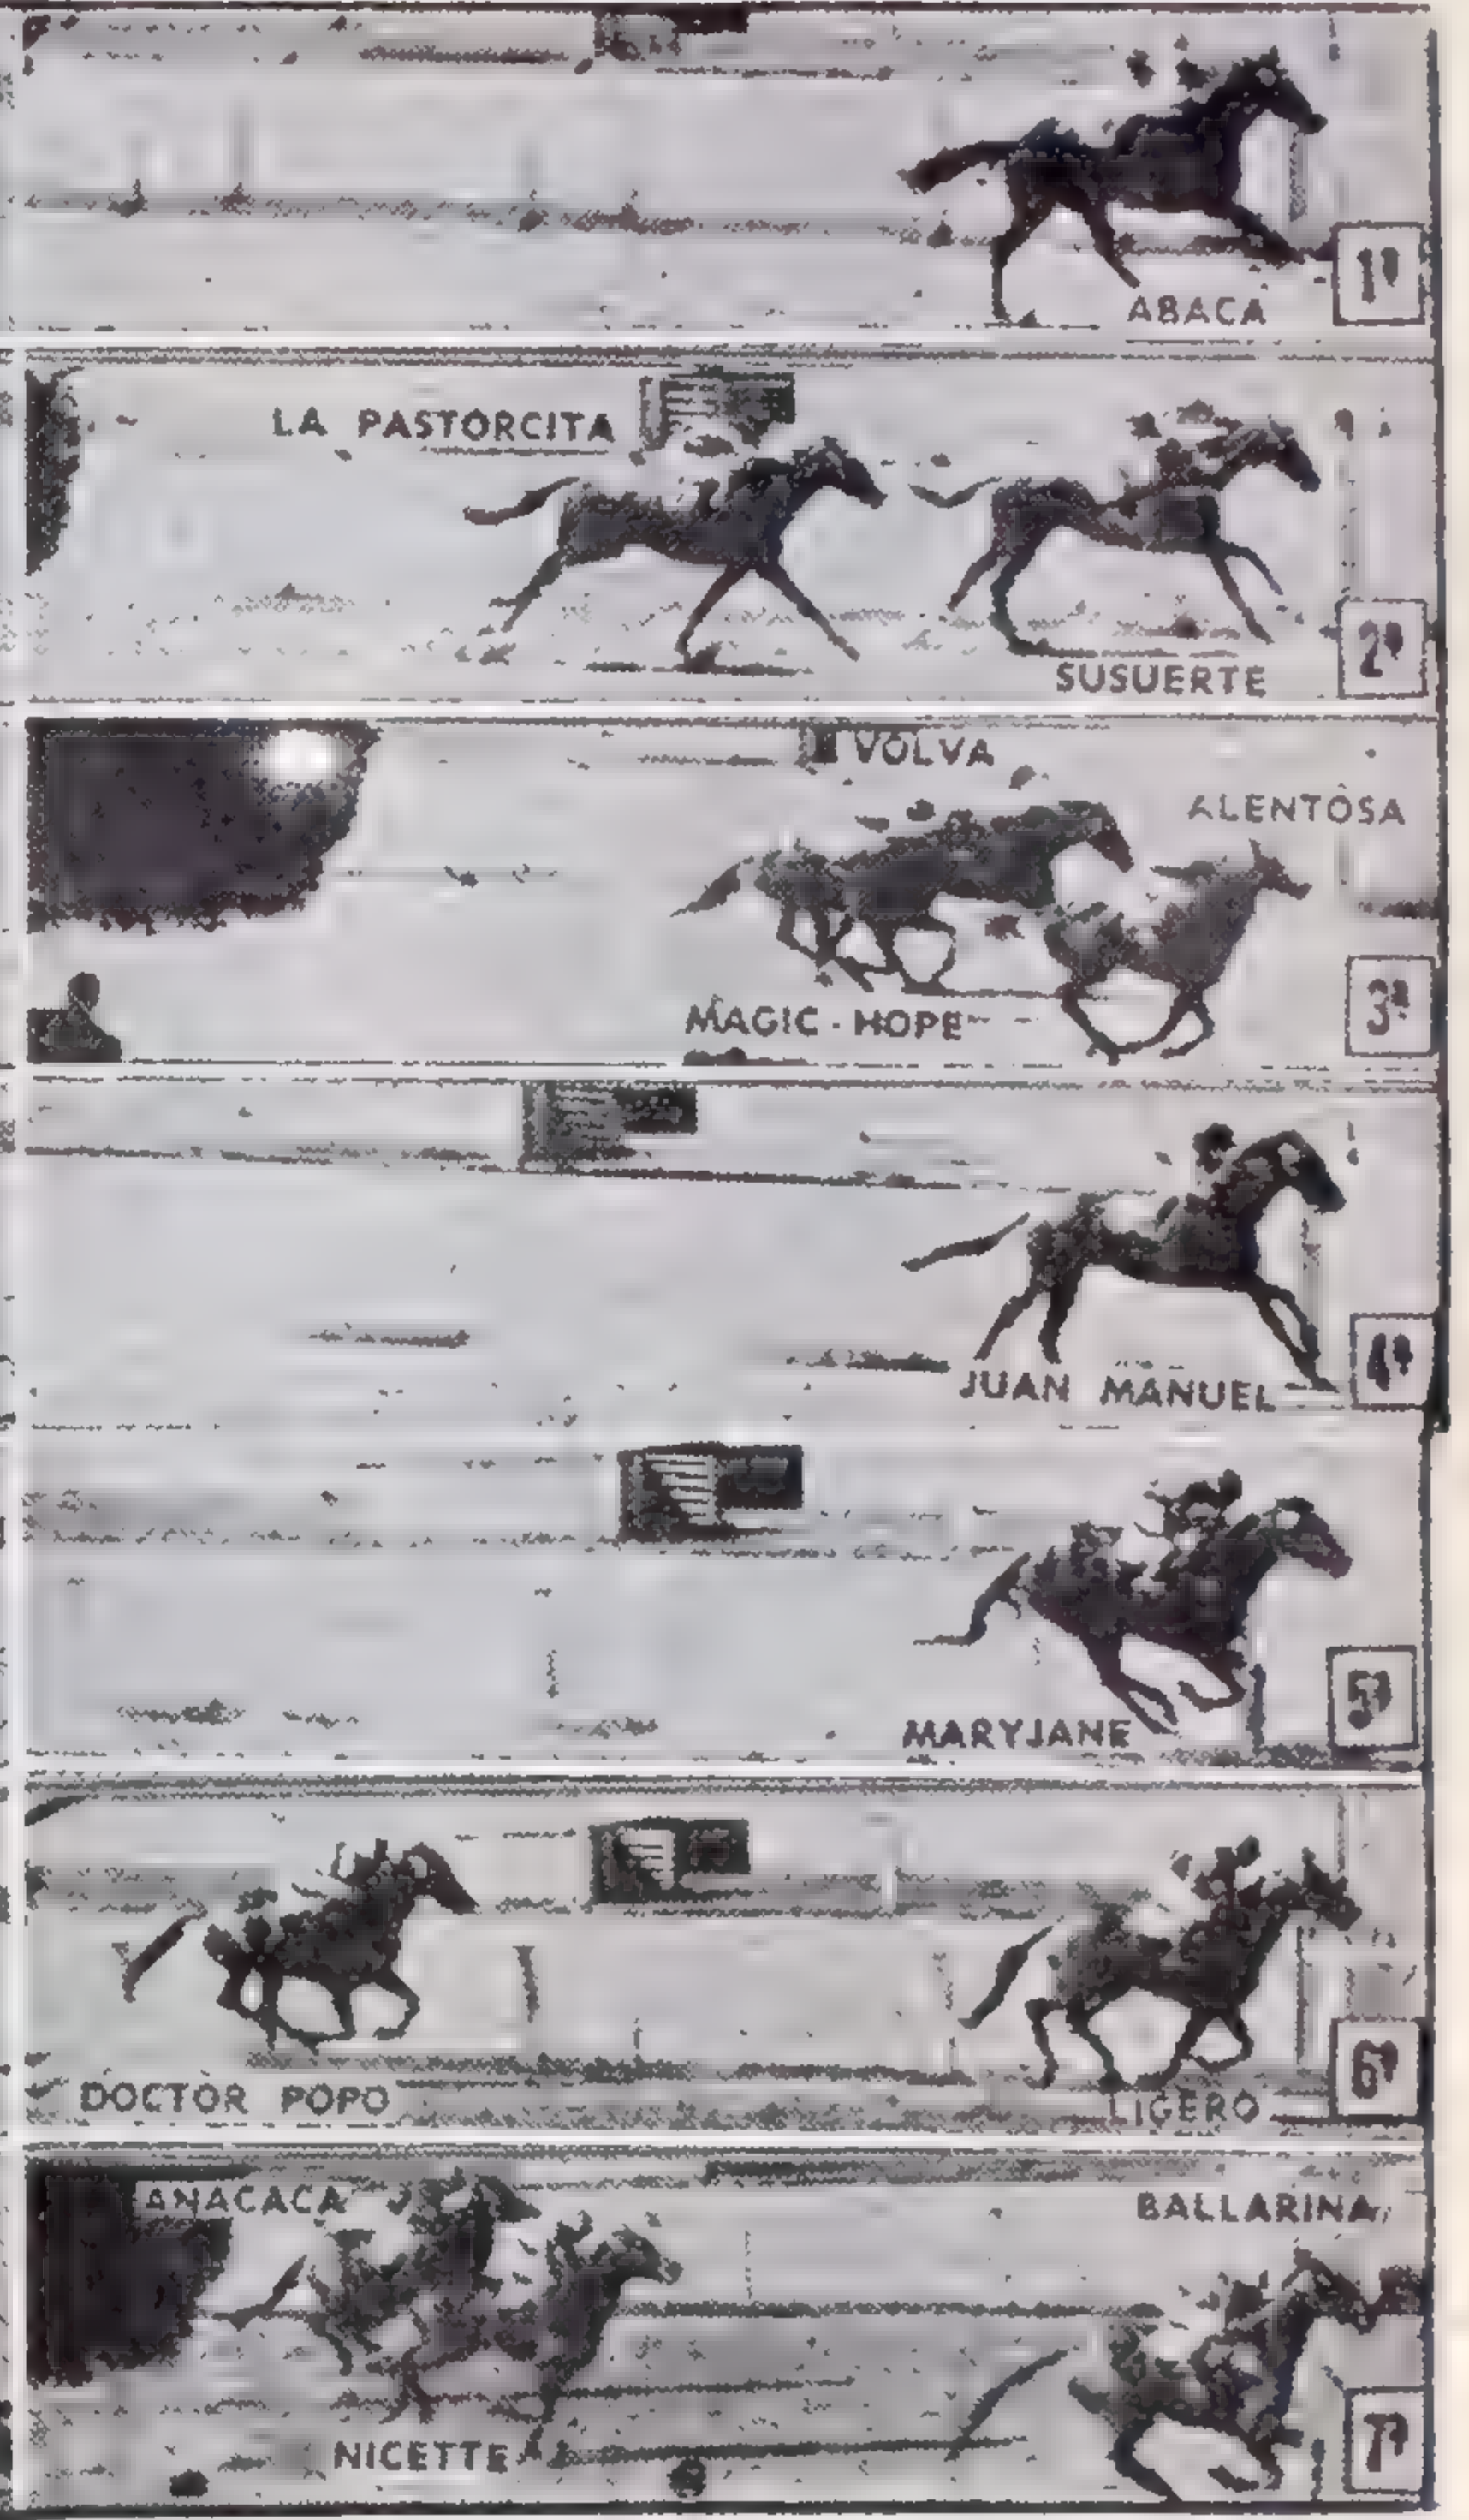 ABACA
1ª
LA PASTORCITA
SUSUERTE
2ª
VOLVA
ALENTOSA
MAGIC - HOPE
3ª
JUAN MANUEL
4ª
MARYJANE
5ª
DOCTOR POPO
LIGERO
6ª
ANACACA
BALLARINA
NICETTE
7ª